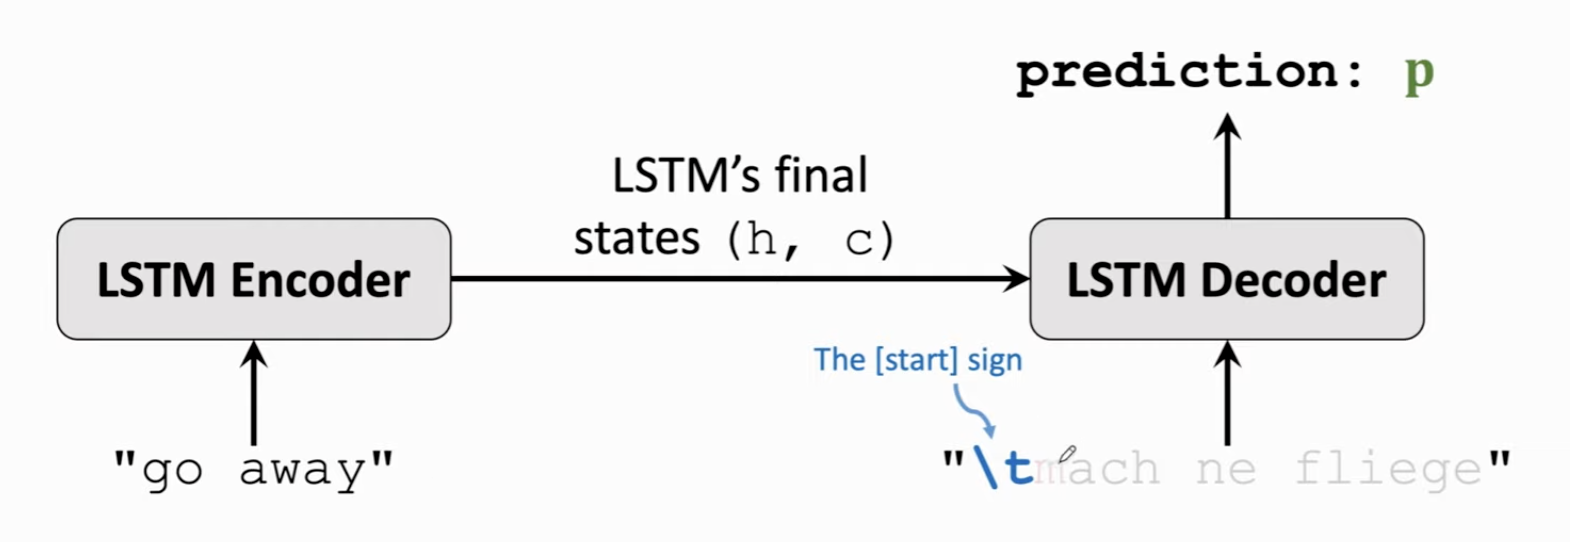 prediction: p
LSTM’s final
states (h, c)
LSTM Encoder
LSTM Decoder
The [start] sign
"go away"
"\tmach ne fliege"